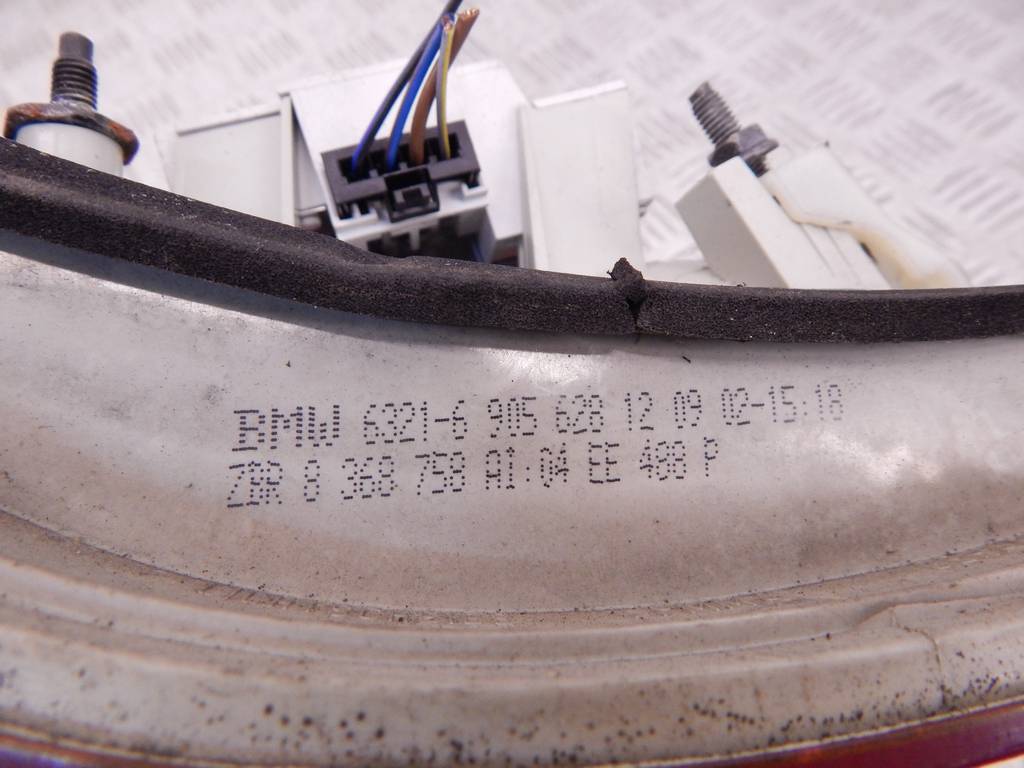 BMW 6321-6 905 628 12 09 02-15:18
ZBR 8 368 758 A1:04 EE 488 P